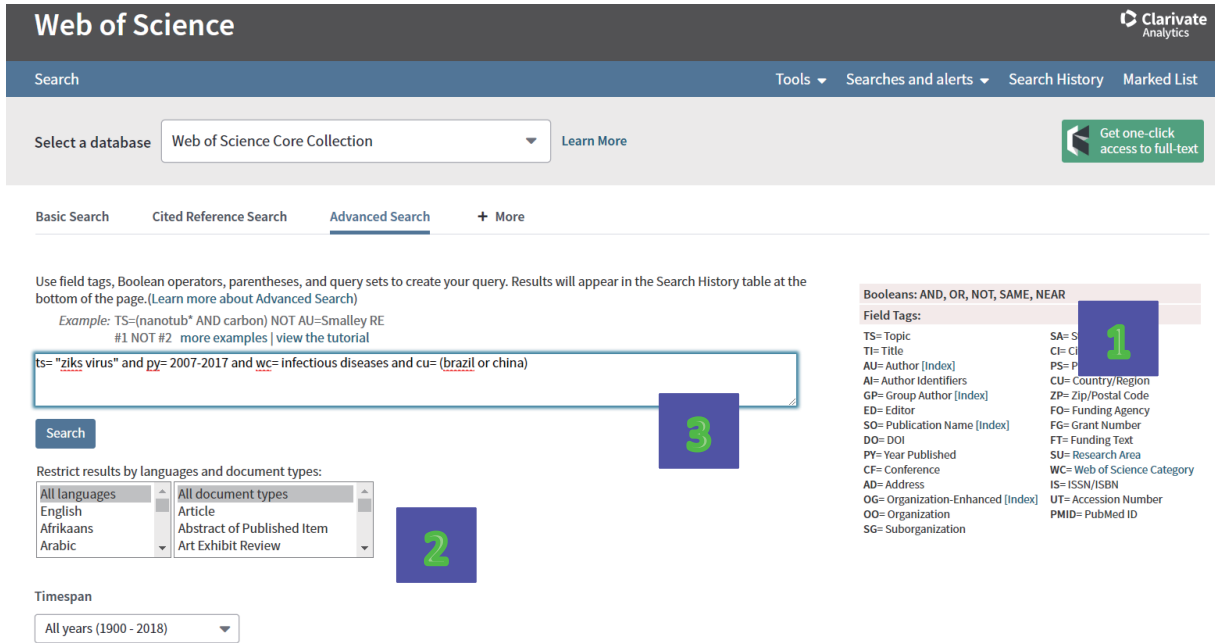 Web of Science
Clarivate
Analytics
Search
Tools
Searches and alerts
Search History
Marked List
Select a database
Web of Science Core Collection
Learn More
Get one-click
access to full-text
Basic Search
Cited Reference Search
Advanced Search
+ More
Use field tags, Boolean operators, parentheses, and query sets to create your query. Results will appear in the Search History table at the
bottom of the page.(Learn more about Advanced Search)
Example: TS=(nanotub* AND carbon) NOT AU=Smalley RE
#1 NOT #2 more examples | view the tutorial
ts= "ziks virus" and py= 2007-2017 and wc= infectious diseases and cu= (brazil or china)
3
Search
Restrict results by languages and document types:
All languages
English
Afrikaans
Arabic
All document types
Article
Abstract of Published Item
Art Exhibit Review
2
Timespan
All years (1900 - 2018)
Booleans: AND, OR, NOT, SAME, NEAR
Field Tags:
1
TS= Topic
TI= Title
AU= Author [Index]
AI= Author Identifiers
GP= Group Author [Index]
ED= Editor
SO= Publication Name [Index]
DO= DOI
PY= Year Published
CF= Conference
AD= Address
OG= Organization-Enhanced [Index]
OO= Organization
SG= Suborganization
SA=
CI=
PS=
CU= Country/Region
ZP= Zip/Postal Code
FO= Funding Agency
FG= Grant Number
FT= Funding Text
SU= Research Area
WC= Web of Science Category
IS= ISSN/ISBN
UT= Accession Number
PMID= PubMed ID